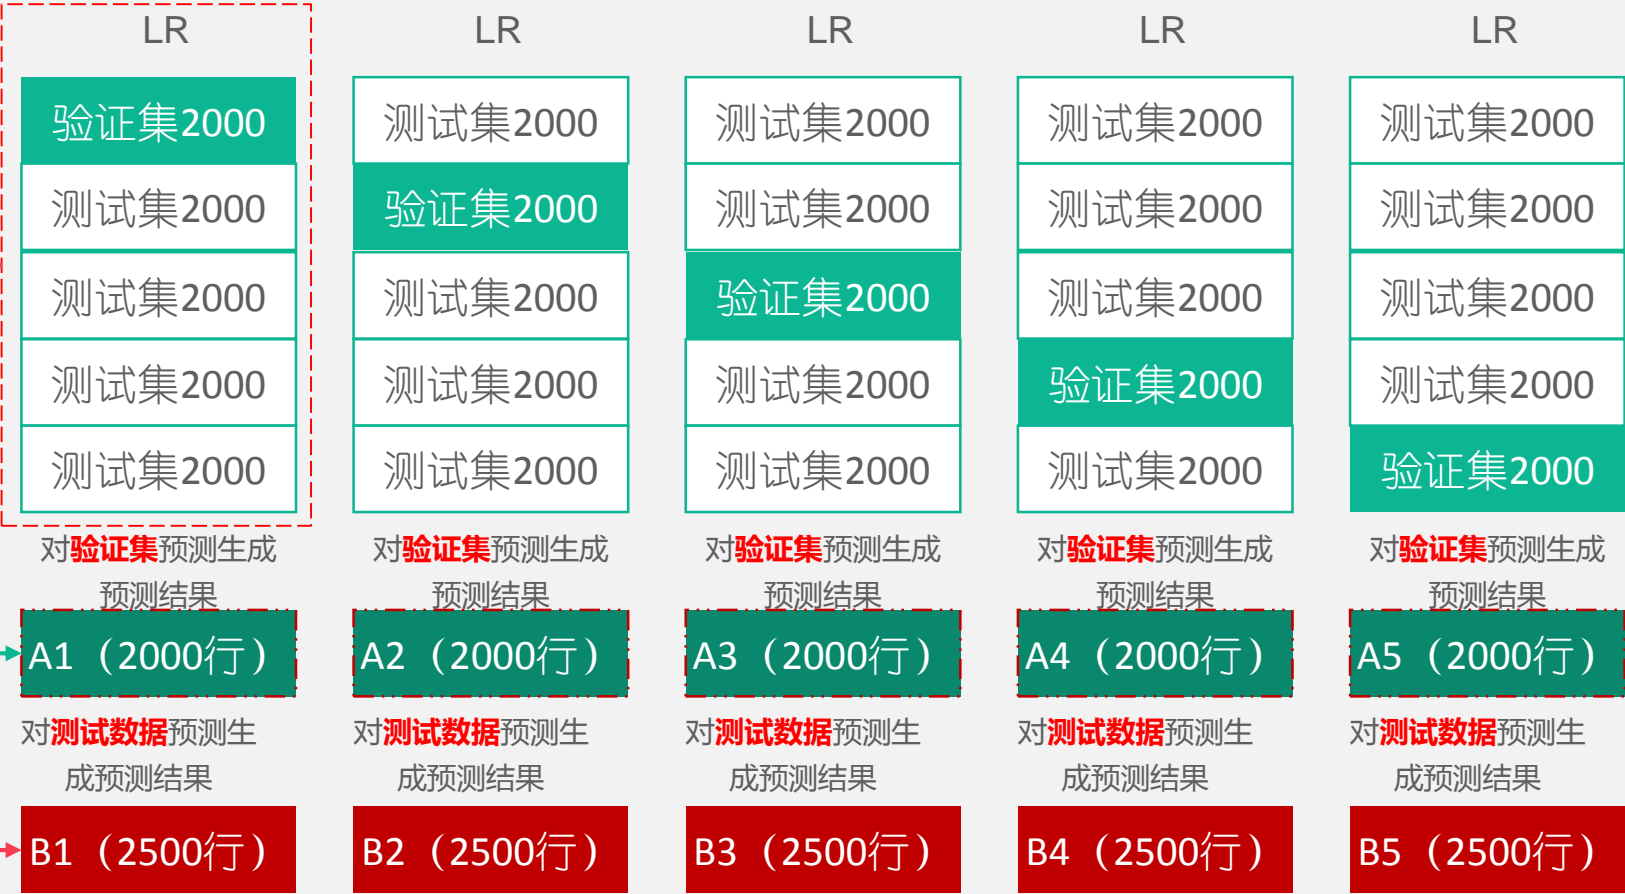 LR LR LR LR LR
验证集2000 测试集2000 测试集2000 测试集2000 测试集2000
测试集2000 验证集2000 测试集2000 测试集2000 测试集2000
测试集2000 测试集2000 验证集2000 测试集2000 测试集2000
测试集2000 测试集2000 测试集2000 验证集2000 测试集2000
测试集2000 测试集2000 测试集2000 测试集2000 验证集2000
对验证集预测生成 对验证集预测生成 对验证集预测生成 对验证集预测生成 对验证集预测生成
预测结果 预测结果 预测结果 预测结果 预测结果
A1（2000行） A2（2000行） A3（2000行） A4（2000行） A5（2000行）
对测试数据预测生 对测试数据预测生 对测试数据预测生 对测试数据预测生 对测试数据预测生
成预测结果 成预测结果 成预测结果 成预测结果 成预测结果
B1（2500行） B2（2500行） B3（2500行） B4（2500行） B5（2500行）